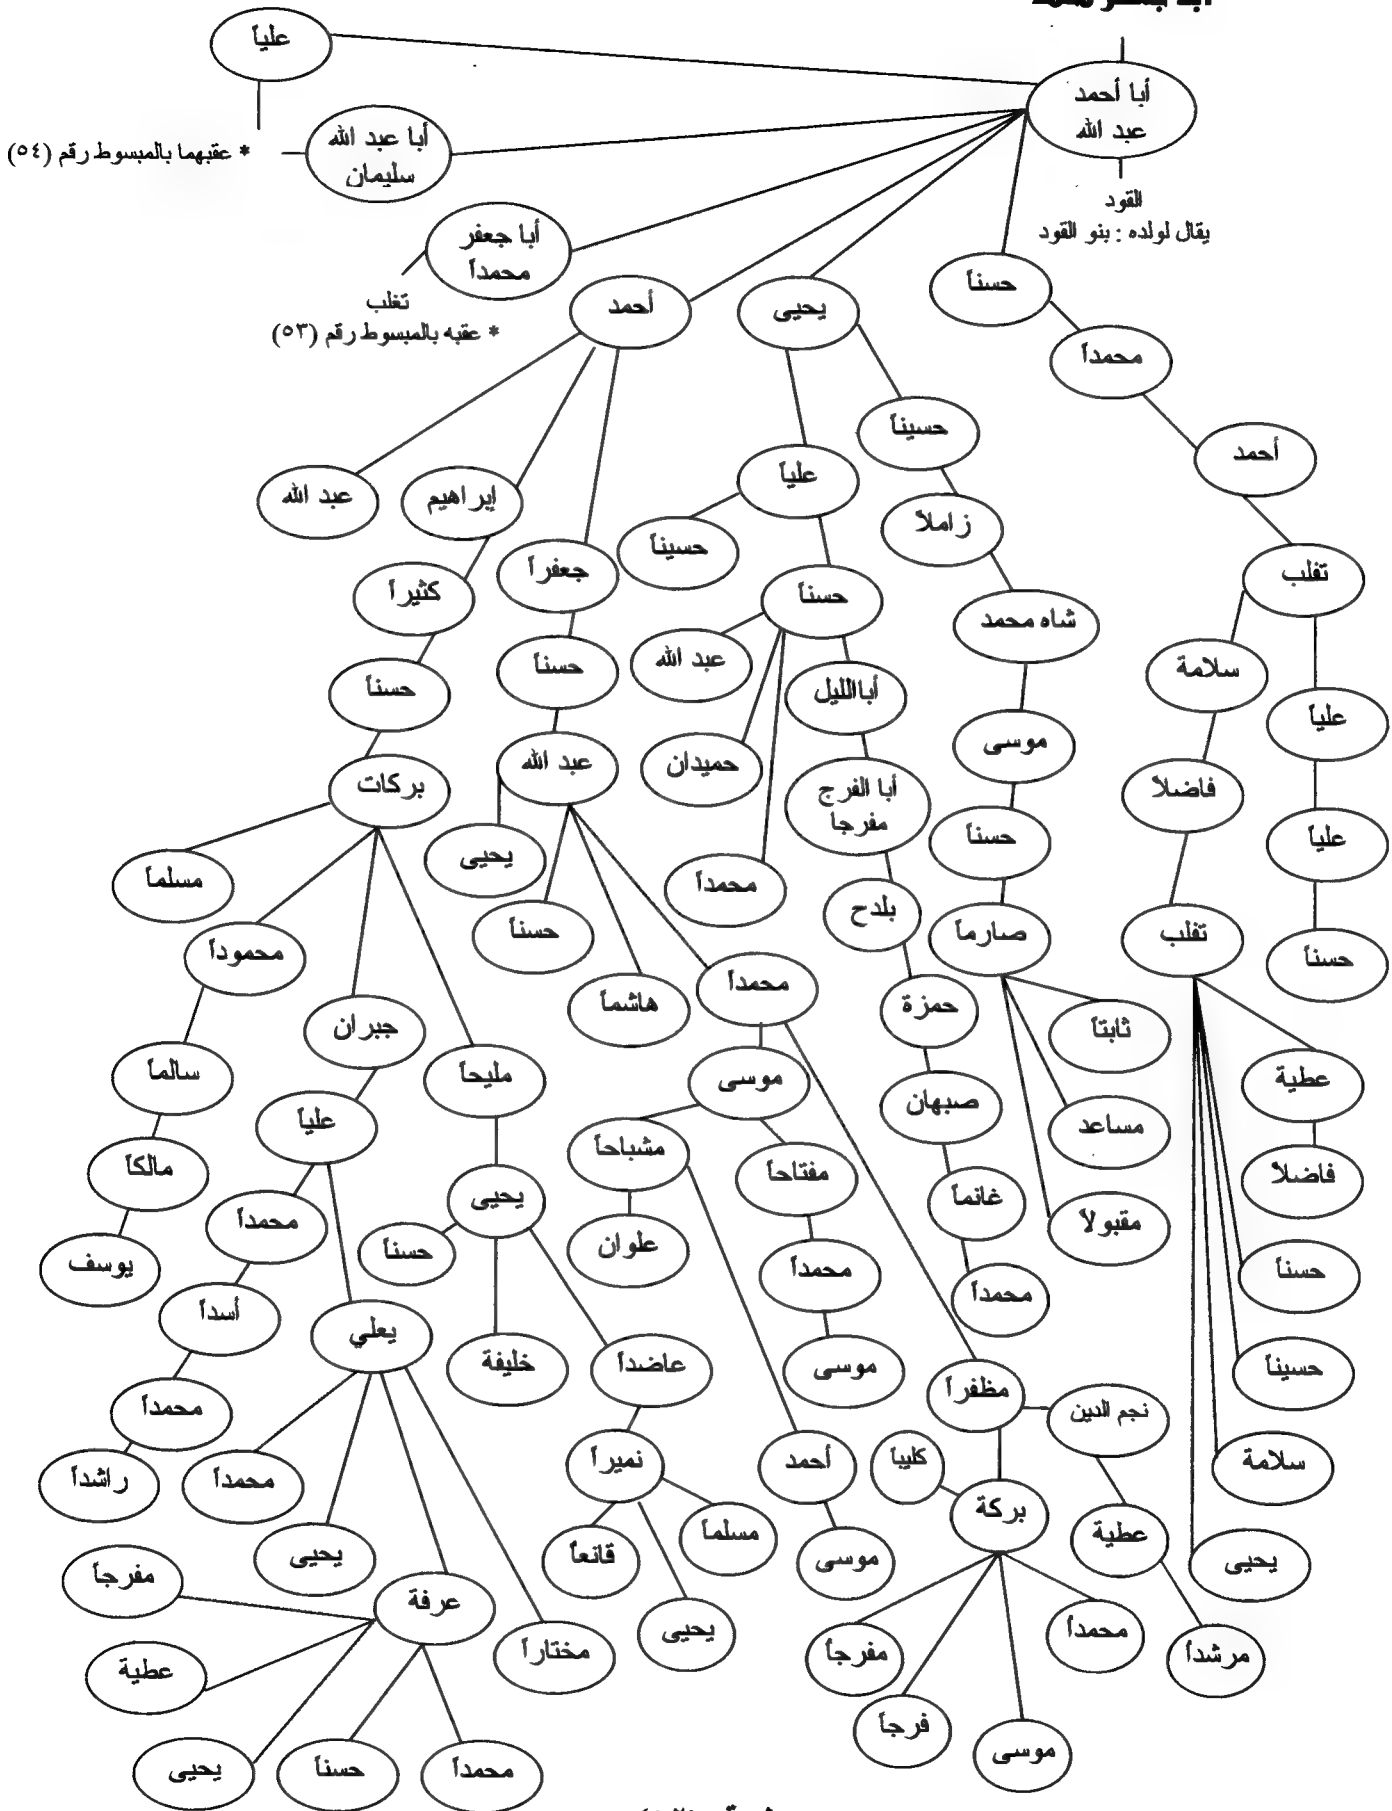 علياً
أبا أحمد
عبد الله
أبا عبد الله
سليمان
* عقبهما بالمبسوط رقم (٥٤)
القود
يقال لولده : بنو القود
أبا جعفر
محمداً
تغلب
* عقبه بالمبسوط رقم (٥٣)
حسناً
يحيى
أحمد
محمداً
حسيناً
أحمد
علياً
ابراهيم
عبد الله
زاملاً
حسيناً
تغلب
جعفراً
كثيراً
حسناً
شاه محمد
عبد الله
سلامة
حسناً
حسناً
أبا الليل
علياً
موسى
حميدان
عبد الله
بركات
أبا الفرج
مفرجا
فاضلاً
علياً
حسناً
محمداً
يحيى
مسلماً
بلدح
صارماً
تغلب
حسناً
حسناً
محموداً
محمداً
هاشماً
حمزة
ثابتاً
جبران
عطية
موسى
مليحاً
سالماً
صبهان
مساعد
علياً
مشباحاً
مفتاحاً
مالكاً
فاضلاً
غانماً
مقبولاً
يحيى
محمداً
حسناً
علوان
يوسف
محمداً
حسناً
محمداً
أسداً
يعلي
خليفة
عاضداً
موسى
حسيناً
مظفراً
نجم الدين
محمداً
راشداً
محمداً
نميراً
أحمد
كليبا
سلامة
بركة
عطية
مسلماً
قانعاً
موسى
يحيى
يحيى
مفرجاً
عرفة
يحيى
محمداً
مختاراً
مفرجاً
مرشداً
عطية
فرجاً
موسى
يحيى
حسناً
محمداً